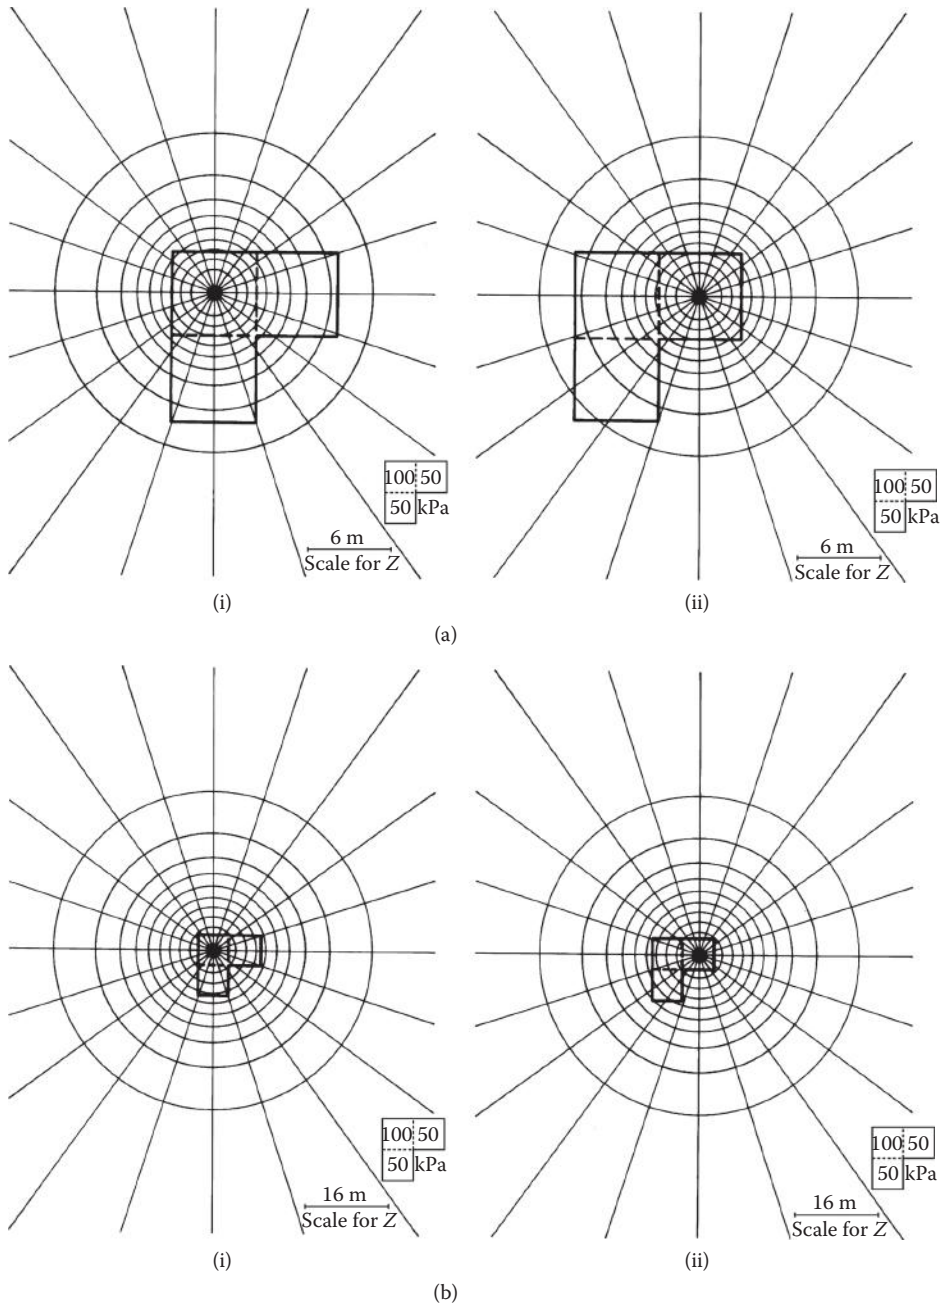 100 50
50 kPa
6 m
Scale for Z
(i)
100 50
50 kPa
6 m
Scale for Z
(ii)
(a)
100 50
50 kPa
16 m
Scale for Z
(i)
100 50
50 kPa
16 m
Scale for Z
(ii)
(b)